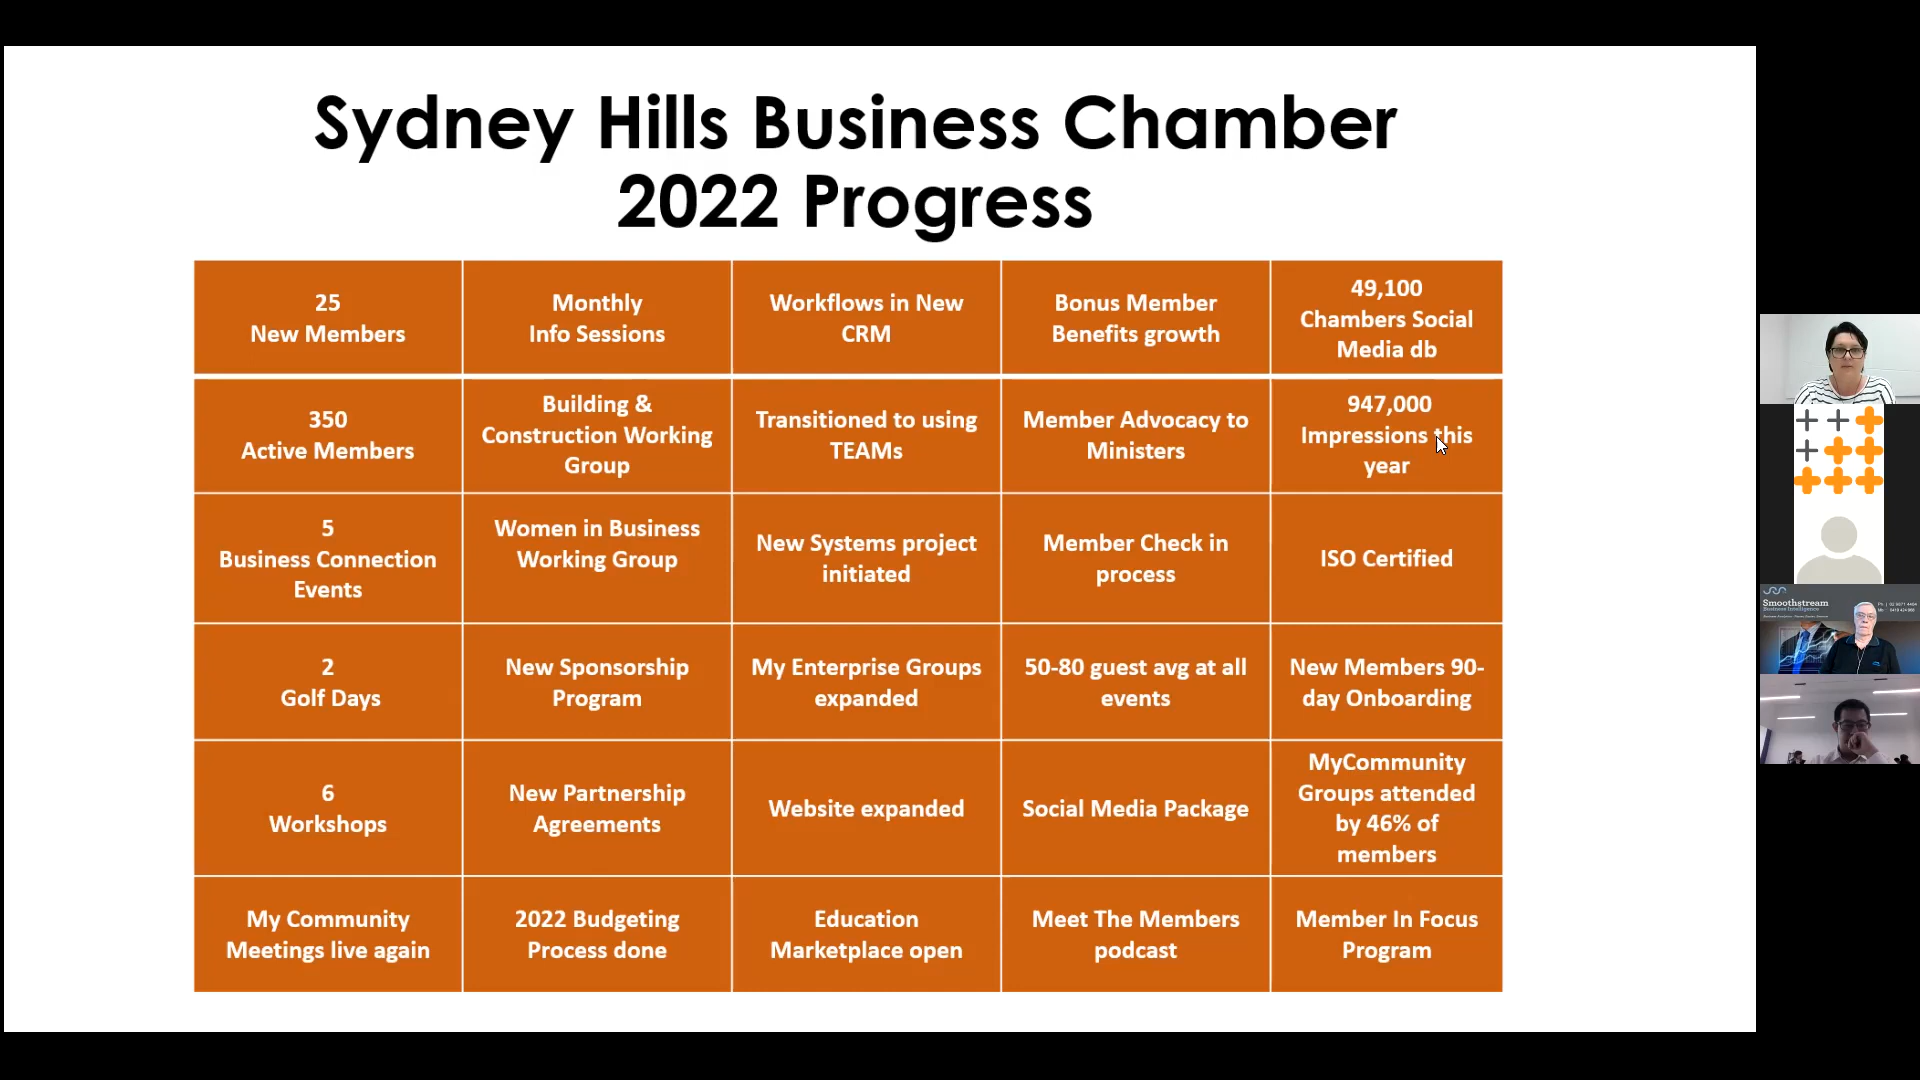 Sydney Hills Business Chamber
2022 Progress
25
New Members
Monthly
Info Sessions
Workflows in New
CRM
Bonus Member
Benefits growth
49,100
Chambers Social
Media db
350
Active Members
Building &
Construction Working
Group
Transitioned to using
TEAMs
Member Advocacy to
Ministers
947,000
Impressions this
year
5
Business Connection
Events
Women in Business
Working Group
New Systems project
initiated
Member Check in
process
ISO Certified
2
Golf Days
New Sponsorship
Program
My Enterprise Groups
expanded
50-80 guest avg at all
events
New Members 90-
day Onboarding
6
Workshops
New Partnership
Agreements
Website expanded
Social Media Package
MyCommunity
Groups attended
by 46% of
members
My Community
Meetings live again
2022 Budgeting
Process done
Education
Marketplace open
Meet The Members
podcast
Member In Focus
Program
Smoothstream
Business Intelligence